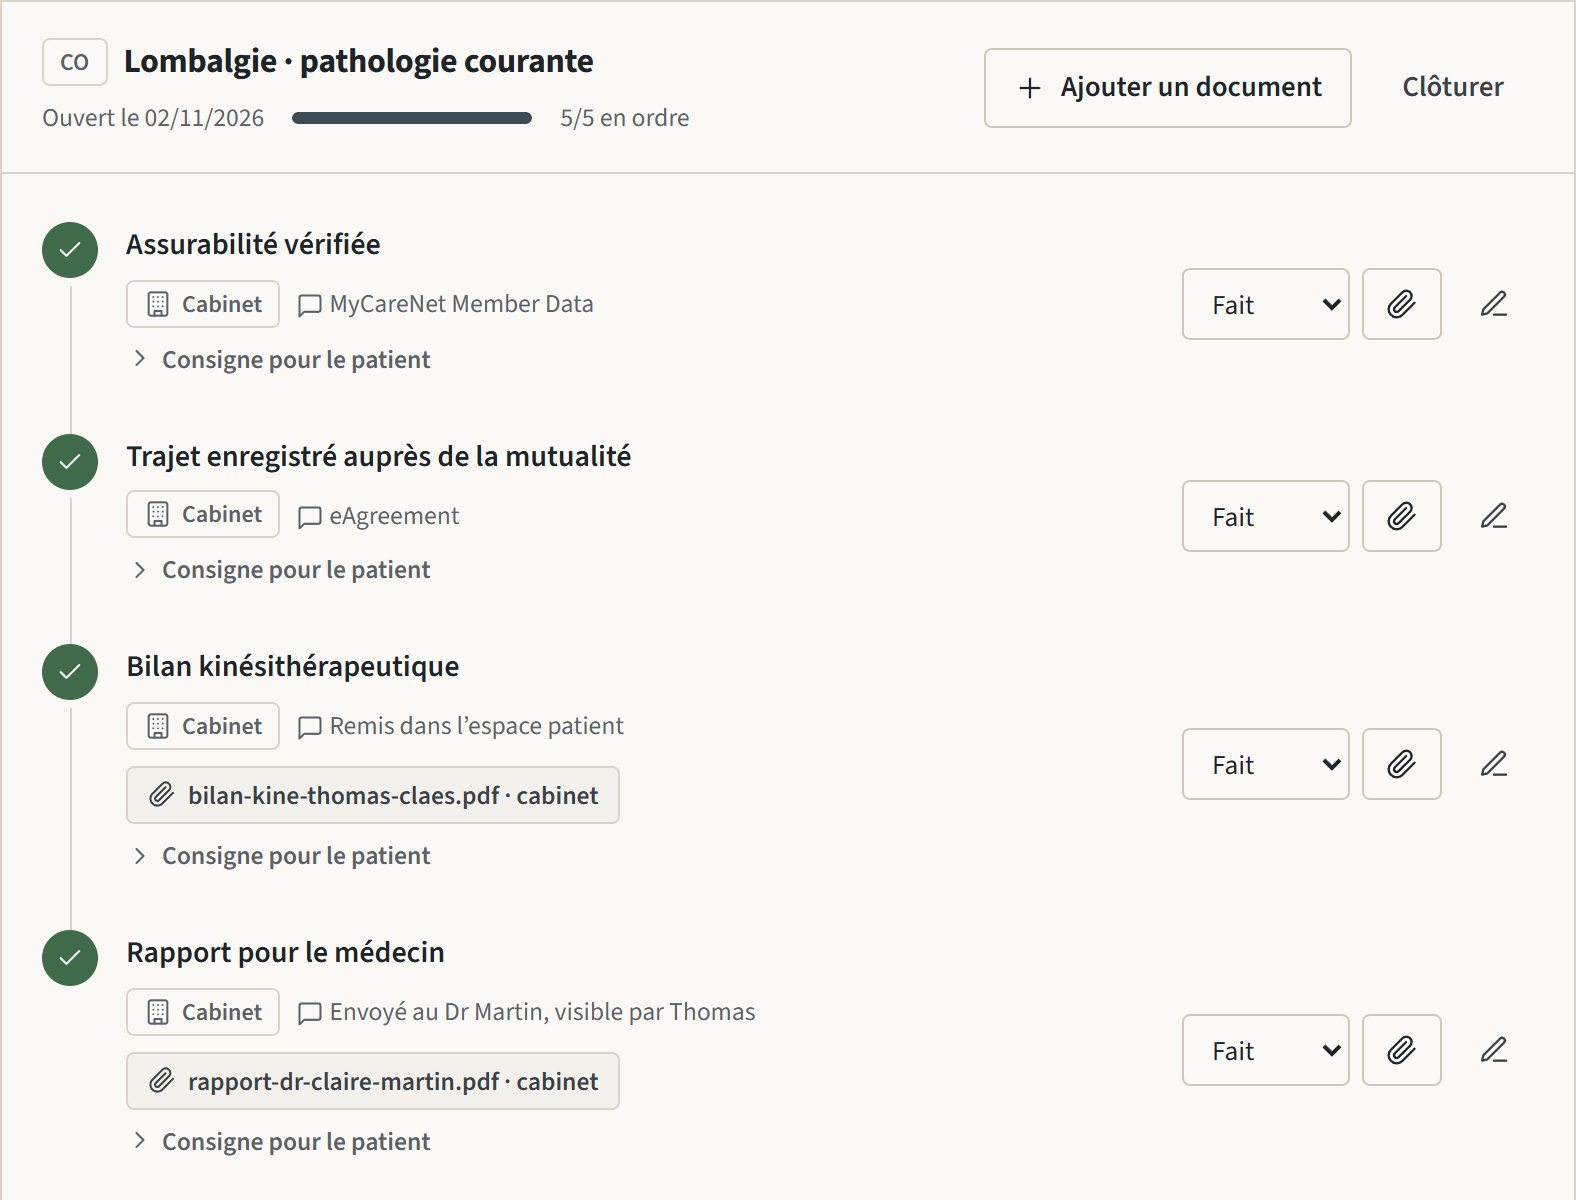 CO Lombalgie · pathologie courante
Ouvert le 02/11/2026 5/5 en ordre
Ajouter un document
Clôturer
Assurabilité vérifiée
Cabinet MyCareNet Member Data
Consigne pour le patient
Fait
Trajet enregistré auprès de la mutualité
Cabinet eAgreement
Consigne pour le patient
Fait
Bilan kinésithérapeutique
Cabinet Remis dans l’espace patient
bilan-kine-thomas-claes.pdf · cabinet
Consigne pour le patient
Fait
Rapport pour le médecin
Cabinet Envoyé au Dr Martin, visible par Thomas
rapport-dr-claire-martin.pdf · cabinet
Consigne pour le patient
Fait